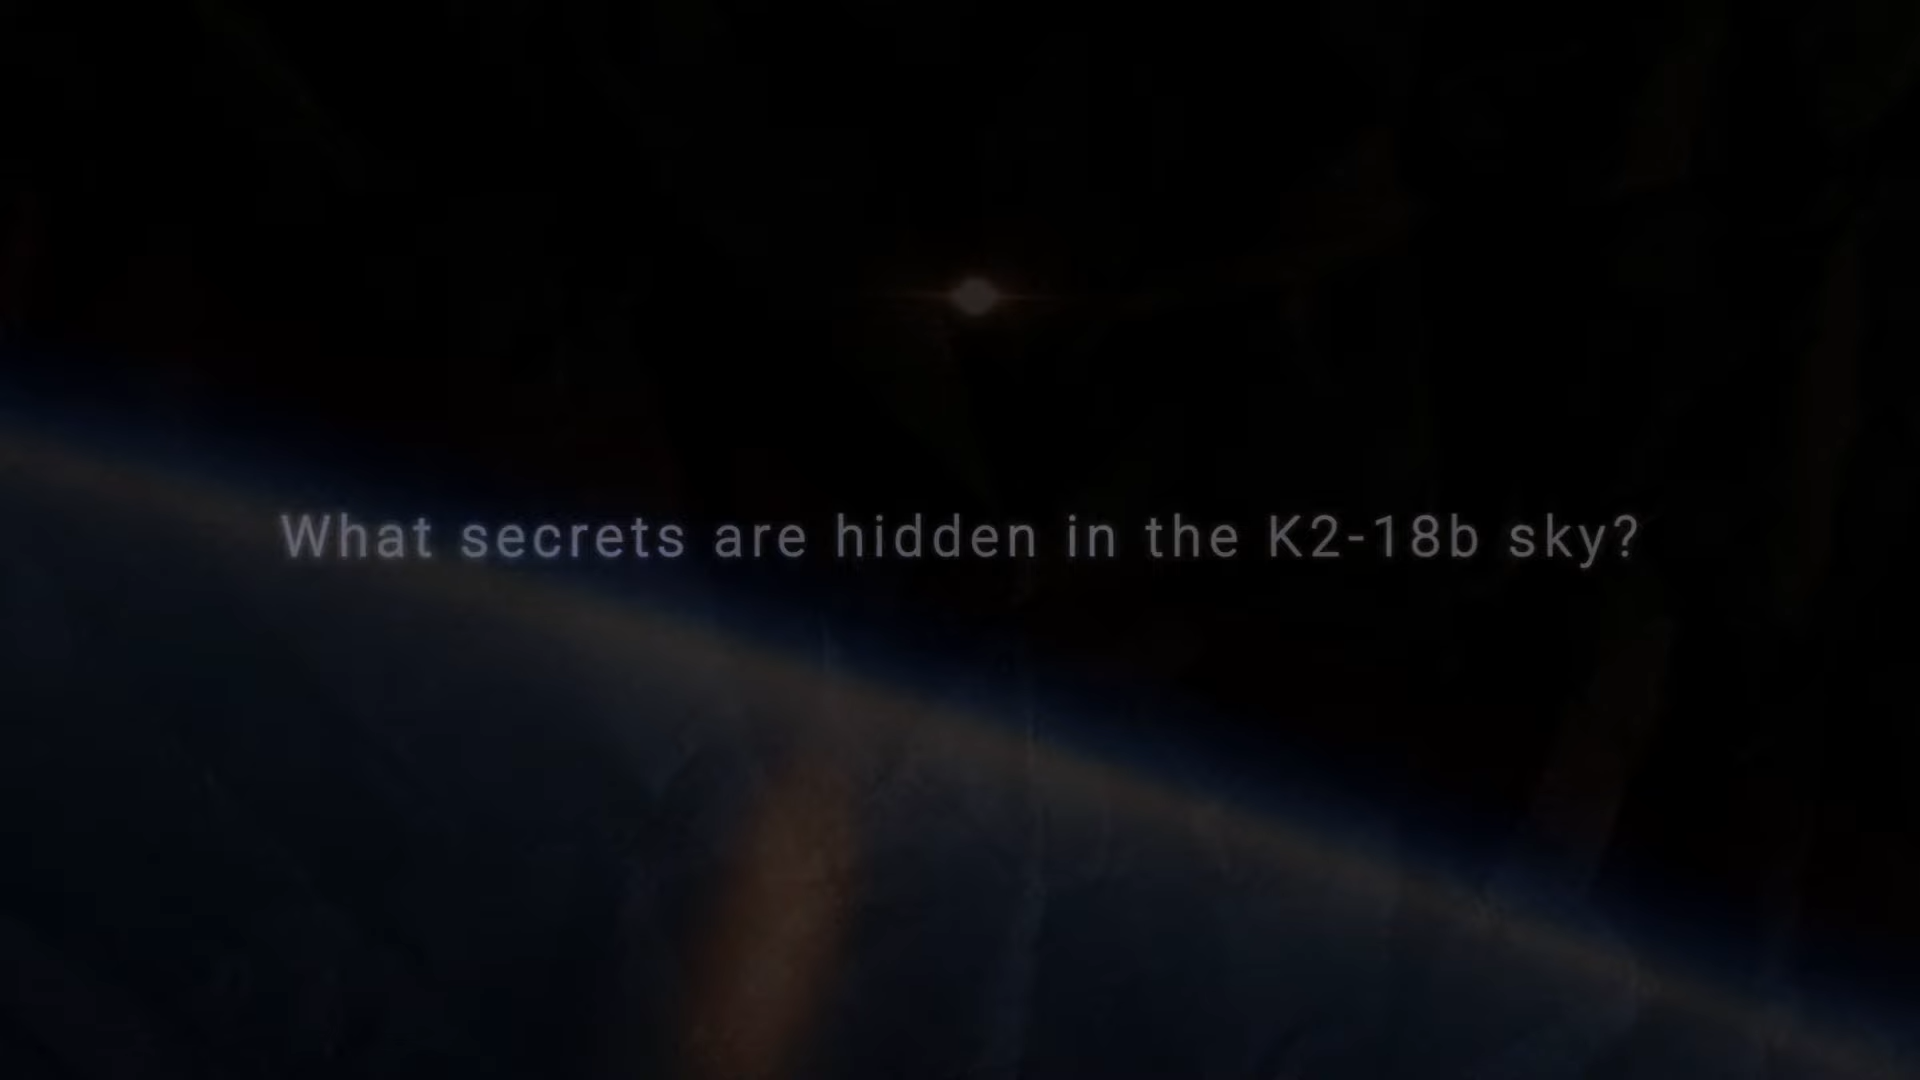 What secrets are hidden in the K2-18b sky?